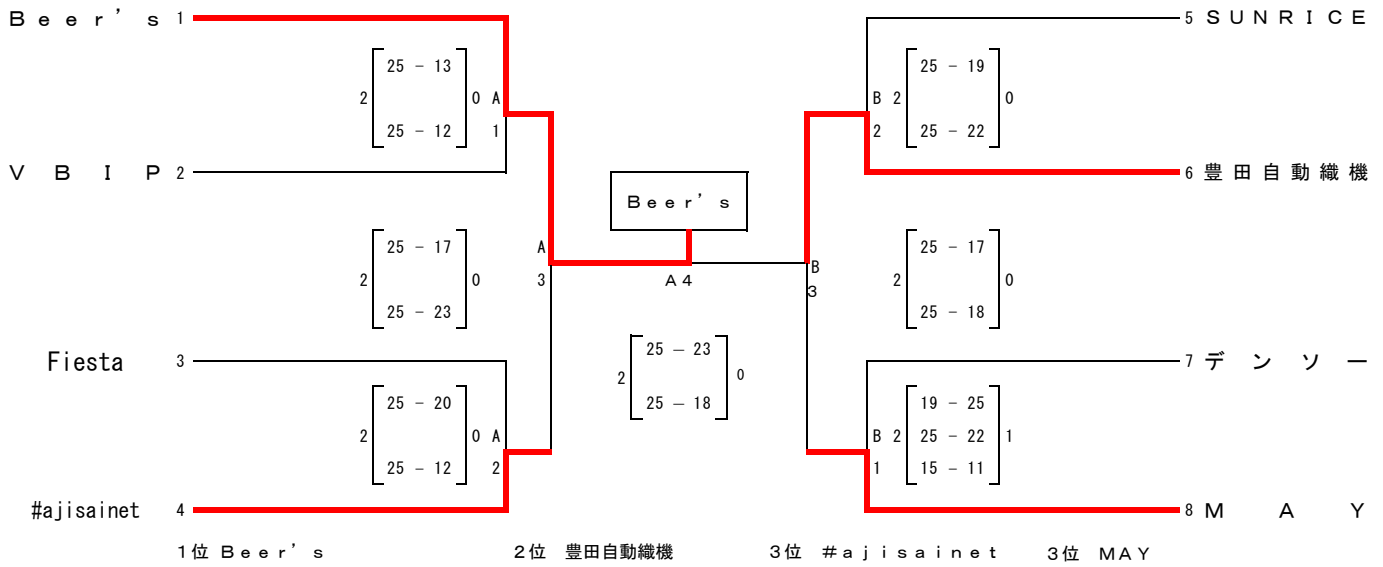 Ｂｅｅｒ’ｓ 1
5 ＳＵＮＲＩＣＥ
25 － 13
2 0 A
25 － 12 1
25 － 19
B 2 0
2 25 － 22
ＶＢＩＰ 2
6 豊田自動織機
Ｂｅｅｒ’ｓ
25 － 17
A
2 0 3
25 － 23
Ａ４
25 － 17
B
3 2 0
25 － 18
Fiesta 3
25 － 23
2 0
25 － 18
7 デンソー
25 － 20
2 0 A
25 － 12 2
19 － 25
B 2 25 － 22 1
1 15 － 11
#ajisainet 4
8 ＭＡＹ
１位 Ｂｅｅｒ’ｓ
２位　豊田自動織機
３位　＃ａｊｉｓａｉｎｅｔ
３位　ＭＡＹ